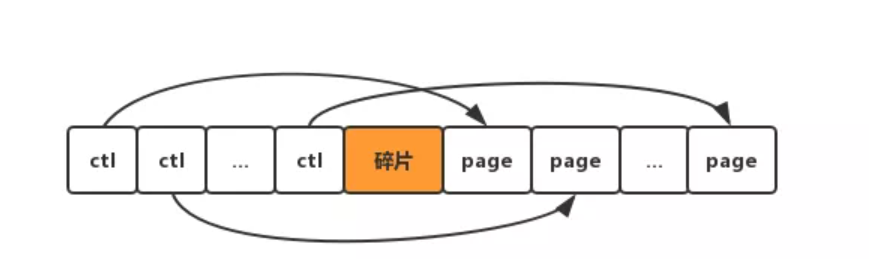 ctl ctl ... ctl 碎片 page page ... page